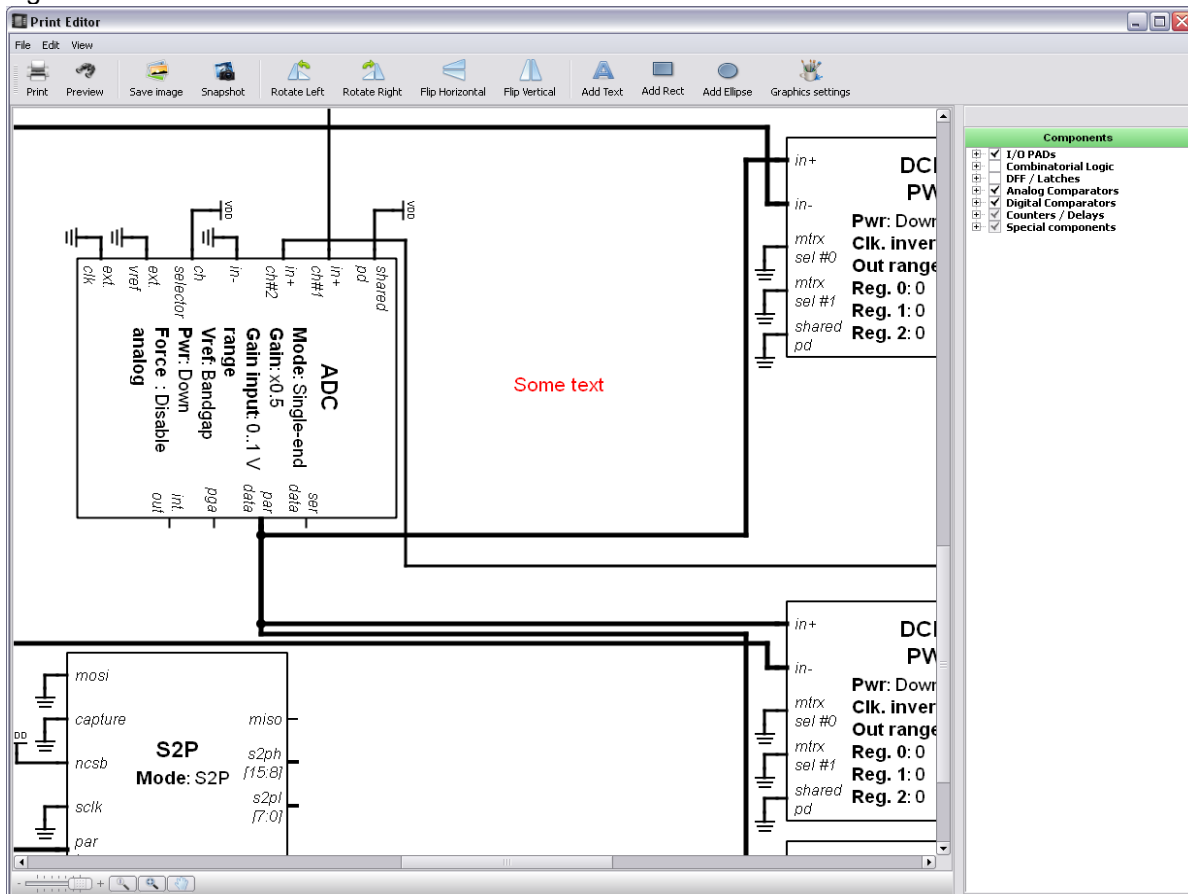 Print Editor
File Edit View
Print Preview Save image Snapshot Rotate Left Rotate Right Flip Horizontal Flip Vertical Add Text Add Rect Add Ellipse Graphics settings
Components
I/O PADs
Combinatorial Logic
DFF / Latches
Analog Comparators
Digital Comparators
Counters / Delays
Special components
VDD
VDD
ext.
clk
ext.
vref
ch
selector
in-
in+
ch#2
in+
ch#1
shared
pd
ADC
Mode: Single-end
Gain: x0.5
Gain input: 0..1 V
range
Vref: Bandgap
Pwr: Down
Force : Disable
analog
int.
out
pga
par
data
ser
data
Some text
in+
in-
mtrx
sel #0
mtrx
sel #1
shared
pd
DC
PW
Pwr: Down
Clk. inver
Out range
Reg. 0: 0
Reg. 1: 0
Reg. 2: 0
in+
in-
mtrx
sel #0
mtrx
sel #1
shared
pd
DC
PW
Pwr: Down
Clk. inver
Out range
Reg. 0: 0
Reg. 1: 0
Reg. 2: 0
mosi
capture
DD
ncsb
sclk
par
S2P
Mode: S2P
miso
s2ph
[15:8]
s2pl
[7:0]
- +